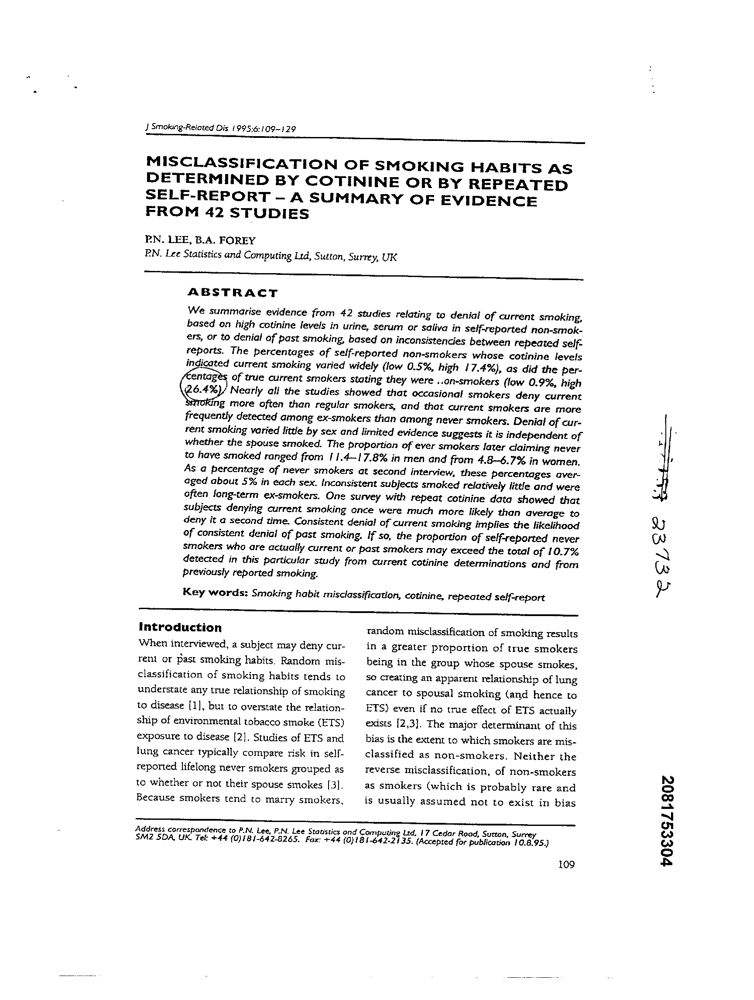 J Smoking-Related Dis 1995;6:109–129
MISCLASSIFICATION OF SMOKING HABITS AS
DETERMINED BY COTININE OR BY REPEATED
SELF-REPORT – A SUMMARY OF EVIDENCE
FROM 42 STUDIES
P.N. LEE, B.A. FOREY
P.N. Lee Statistics and Computing Ltd, Sutton, Surrey, UK
ABSTRACT
We summarise evidence from 42 studies relating to denial of current smoking,
based on high cotinine levels in urine, serum or saliva in self-reported non-smok-
ers, or to denial of past smoking, based on inconsistencies between repeated self-
reports. The percentages of self-reported non-smokers whose cotinine levels
indicated current smoking varied widely (low 0.5%, high 17.4%), as did the per-
centages of true current smokers stating they were ..on-smokers (low 0.9%, high
26.4%). Nearly all the studies showed that occasional smokers deny current
smoking more often than regular smokers, and that current smokers are more
frequently detected among ex-smokers than among never smokers. Denial of cur-
rent smoking varied little by sex and limited evidence suggests it is independent of
whether the spouse smoked. The proportion of ever smokers later claiming never
to have smoked ranged from 11.4–17.8% in men and from 4.8–6.7% in women.
As a percentage of never smokers at second interview, these percentages aver-
aged about 5% in each sex. Inconsistent subjects smoked relatively little and were
often long-term ex-smokers. One survey with repeat cotinine data showed that
subjects denying current smoking once were much more likely than average to
deny it a second time. Consistent denial of current smoking implies the likelihood
of consistent denial of past smoking. If so, the proportion of self-reported never
smokers who are actually current or past smokers may exceed the total of 10.7%
detected in this particular study from current cotinine determinations and from
previously reported smoking.
Key words: Smoking habit misclassification, cotinine, repeated self-report
Introduction
When interviewed, a subject may deny cur-
rent or past smoking habits. Random mis-
classification of smoking habits tends to
understate any true relationship of smoking
to disease [1], but to overstate the relation-
ship of environmental tobacco smoke (ETS)
exposure to disease [2]. Studies of ETS and
lung cancer typically compare risk in self-
reported lifelong never smokers grouped as
to whether or not their spouse smokes [3].
Because smokers tend to marry smokers,
random misclassification of smoking results
in a greater proportion of true smokers
being in the group whose spouse smokes,
so creating an apparent relationship of lung
cancer to spousal smoking (and hence to
ETS) even if no true effect of ETS actually
exists [2,3]. The major determinant of this
bias is the extent to which smokers are mis-
classified as non-smokers. Neither the
reverse misclassification, of non-smokers
as smokers (which is probably rare and
is usually assumed not to exist in bias
Address correspondence to P.N. Lee, P.N. Lee Statistics and Computing Ltd, 17 Cedar Road, Sutton, Surrey
SM2 5DA, UK. Tel: +44 (0)181-642-8265. Fax: +44 (0)181-642-2135. (Accepted for publication 10.8.95.)
109
23732
2081753304